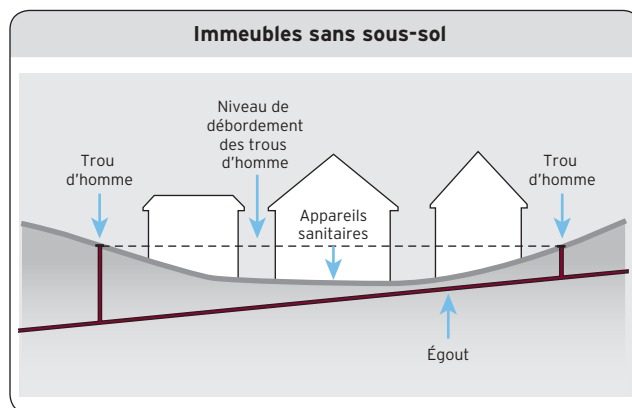 Immeubles sans sous-sol
Niveau de
débordement
des trous
d'homme
Trou
d'homme
Trou
d'homme
Appareils
sanitaires
Égout